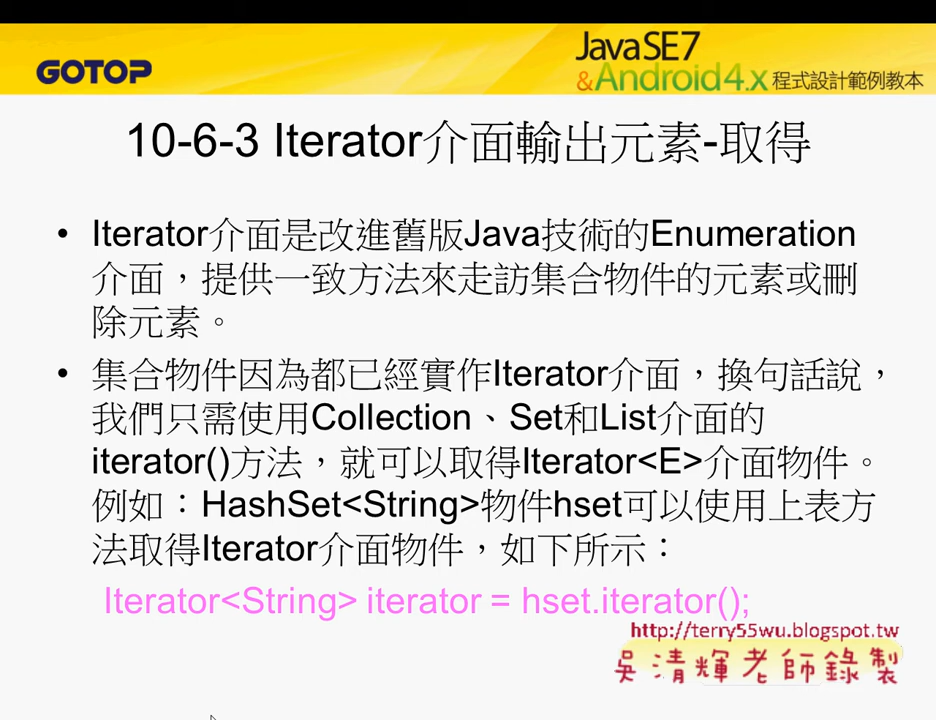 GOTOP
JavaSE7
&Android4.x 程式設計範例教本
10-6-3 Iterator介面輸出元素-取得
• Iterator介面是改進舊版Java技術的Enumeration
介面，提供一致方法來走訪集合物件的元素或刪
除元素。
• 集合物件因為都已經實作Iterator介面，換句話說，
我們只需使用Collection、Set和List介面的
iterator()方法，就可以取得Iterator<E>介面物件。
例如：HashSet<String>物件hset可以使用上表方
法取得Iterator介面物件，如下所示：
Iterator<String> iterator = hset.iterator();
http://terry55wu.blogspot.tw
吳清輝老師錄製